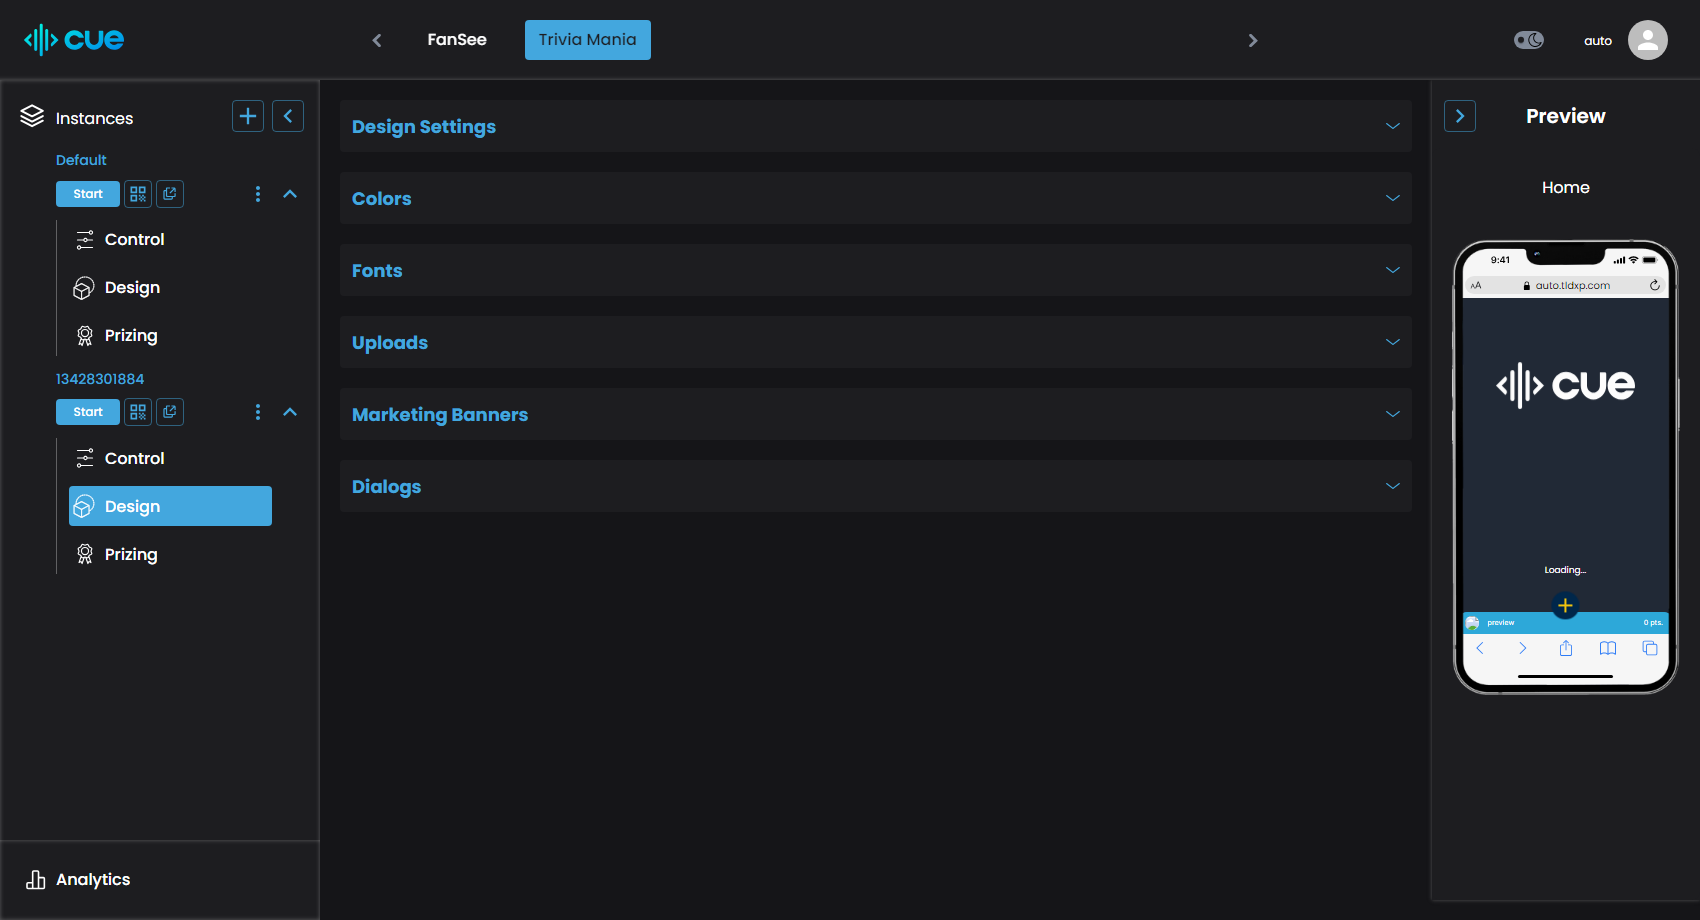 cue
FanSee
Trivia Mania
auto
Instances
Default
Start
Control
Design
Prizing
13428301884
Start
Control
Design
Prizing
Analytics
Design Settings
Colors
Fonts
Uploads
Marketing Banners
Dialogs
Preview
Home
9:41
AA
auto.tldxp.com
cue
Loading...
preview
0 pts.